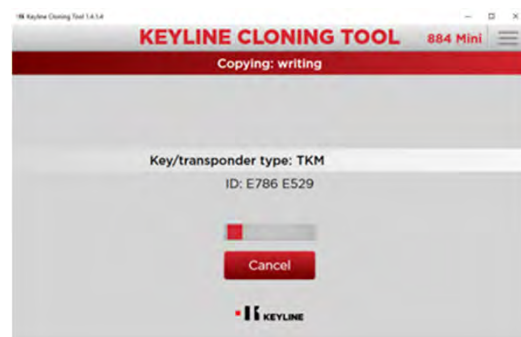 Keyline Cloning Tool 1.4.1.4
KEYLINE CLONING TOOL 884 Mini
Copying: writing
Key/transponder type: TKM
ID: E786 E529
Cancel
KEYLINE